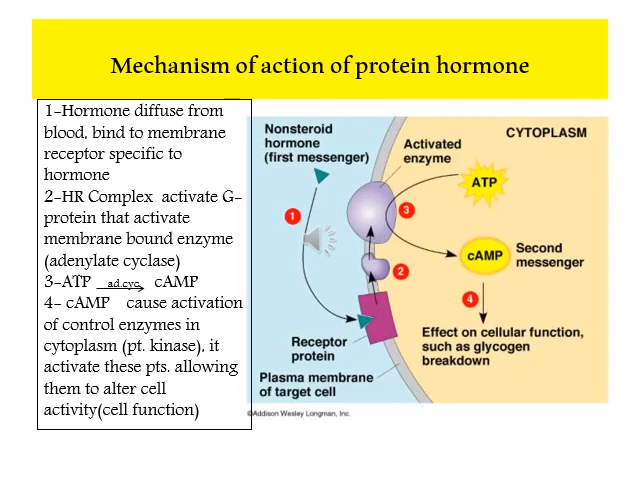 Mechanism of action of protein hormone
1-Hormone diffuse from
blood, bind to membrane
receptor specific to
hormone
2-HR Complex activate G-
protein that activate
membrane bound enzyme
(adenylate cyclase)
3-ATP ad.cyc. cAMP
4- cAMP cause activation
of control enzymes in
cytoplasm (pt. kinase), it
activate these pts. allowing
them to alter cell
activity(cell function)
Nonsteroid
hormone
(first messenger)
Activated
enzyme
CYTOPLASM
ATP
1
3
cAMP
Second
messenger
2
4
Effect on cellular function,
such as glycogen
breakdown
Receptor
protein
Plasma membrane
of target cell
©Addison Wesley Longman, Inc.